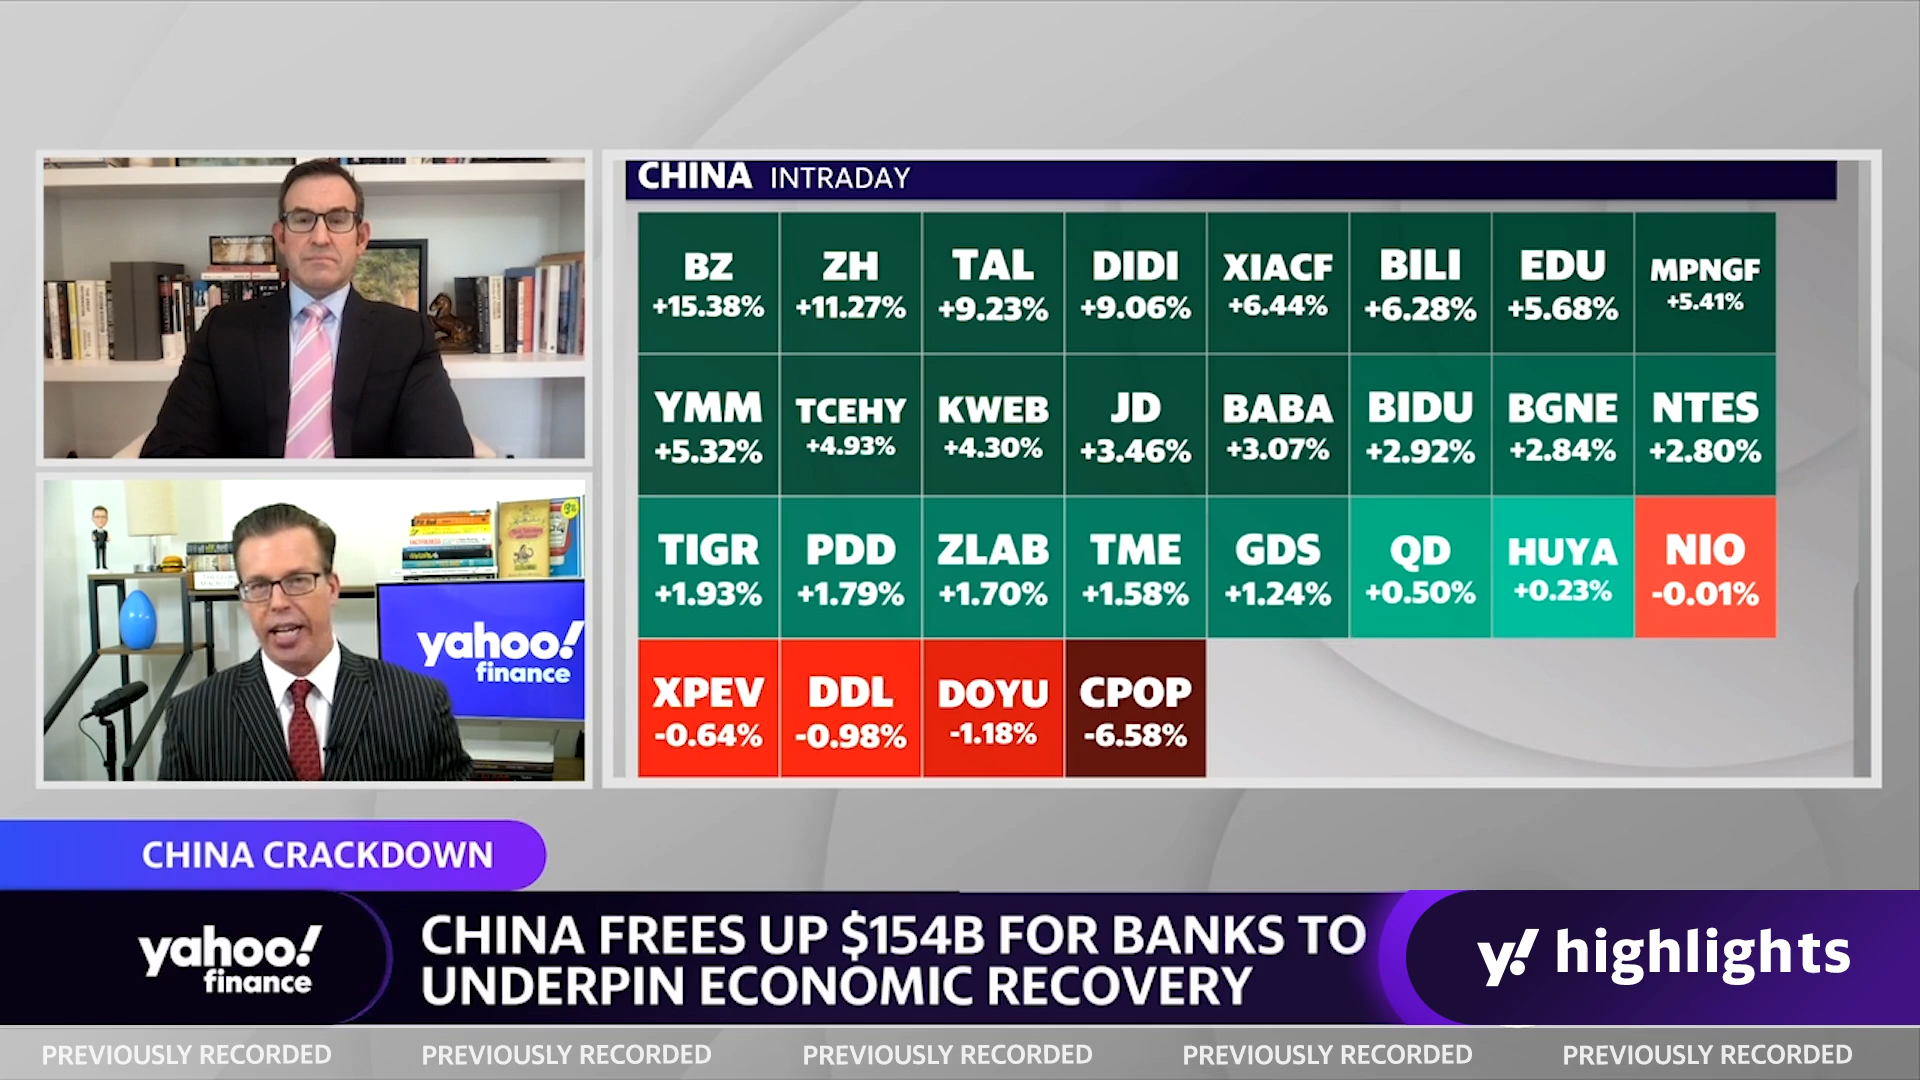 CHINA INTRADAY
BZ ZH TAL DIDI XIACF BILI EDU MPNGF
+15.38% +11.27% +9.23% +9.06% +6.44% +6.28% +5.68% +5.41%
YMM TCEHY KWEB JD BABA BIDU BGNE NTES
+5.32% +4.93% +4.30% +3.46% +3.07% +2.92% +2.84% +2.80%
TIGR PDD ZLAB TME GDS QD HUYA NIO
+1.93% +1.79% +1.70% +1.58% +1.24% +0.50% +0.23% -0.01%
XPEV DDL DOYU CPOP
-0.64% -0.98% -1.18% -6.58%
yahoo!
finance
CHINA CRACKDOWN
yahoo!
finance
CHINA FREES UP $154B FOR BANKS TO
UNDERPIN ECONOMIC RECOVERY
y! highlights
PREVIOUSLY RECORDED PREVIOUSLY RECORDED PREVIOUSLY RECORDED PREVIOUSLY RECORDED PREVIOUSLY RECORDED